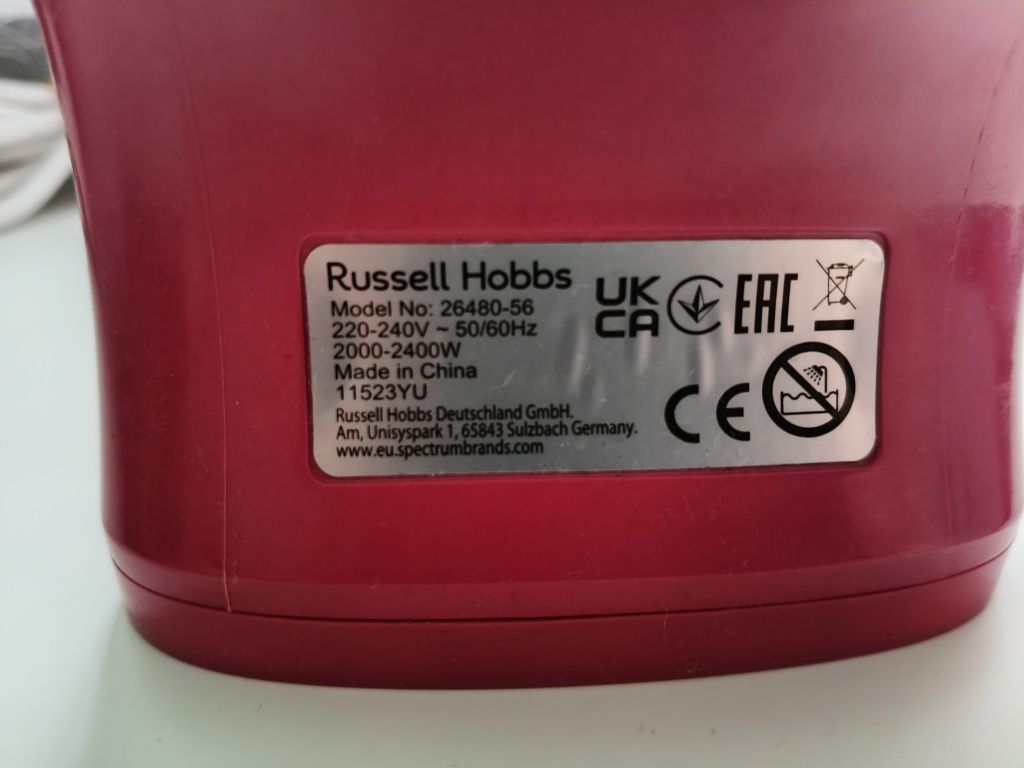 Russell Hobbs
Model No: 26480-56
220-240V ~ 50/60Hz
2000-2400W
Made in China
11523YU
Russell Hobbs Deutschland GmbH.
Am, Unisyspark 1, 65843 Sulzbach Germany.
www.eu.spectrumbrands.com
UK
CA
EAC
CE